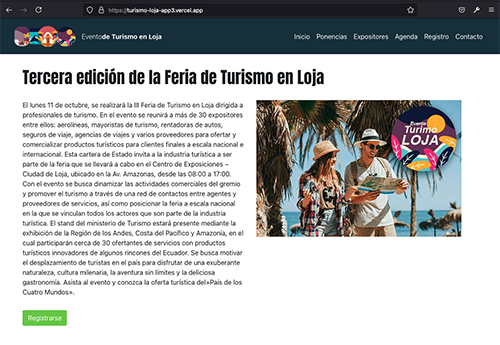 https://turismo-loja-app3.vercel.app
Eventode Turismo en Loja
Inicio Ponencias Expositores Agenda Registro Contacto
Tercera edición de la Feria de Turismo en Loja
El lunes 11 de octubre, se realizará la III Feria de Turismo en Loja dirigida a
profesionales de turismo. En el evento se reunirá a más de 30 expositores
entre ellos: aerolíneas, mayoristas de turismo, rentadoras de autos,
seguros de viaje, agencias de viajes y varios proveedores para ofertar y
comercializar productos turísticos para clientes finales a escala nacional e
internacional. Esta cartera de Estado invita a la industria turística a ser
parte de la feria que se llevará a cabo en el Centro de Exposiciones –
Ciudad de Loja, ubicado en la Av. Amazonas, desde las 08:00 a 17:00.
Con el evento se busca dinamizar las actividades comerciales del gremio
y promover el turismo a través de una red de contactos entre agentes y
proveedores de servicios, así como posicionar la feria a escala nacional
en la que se vinculan todos los actores que son parte de la industria
turística. El stand del ministerio de Turismo estará presente mediante la
exhibición de la Región de los Andes, Costa del Pacífico y Amazonía, en el
cual participarán cerca de 30 ofertantes de servicios con productos
turísticos innovadores de algunos rincones del Ecuador. Se busca motivar
el desplazamiento de turistas en el país para disfrutar de una exuberante
naturaleza, cultura milenaria, la aventura sin límites y la deliciosa
gastronomía. Asista al evento y conozca la oferta turística del»País de los
Cuatro Mundos».
Evento
Turimo
LOJA
Registrarse